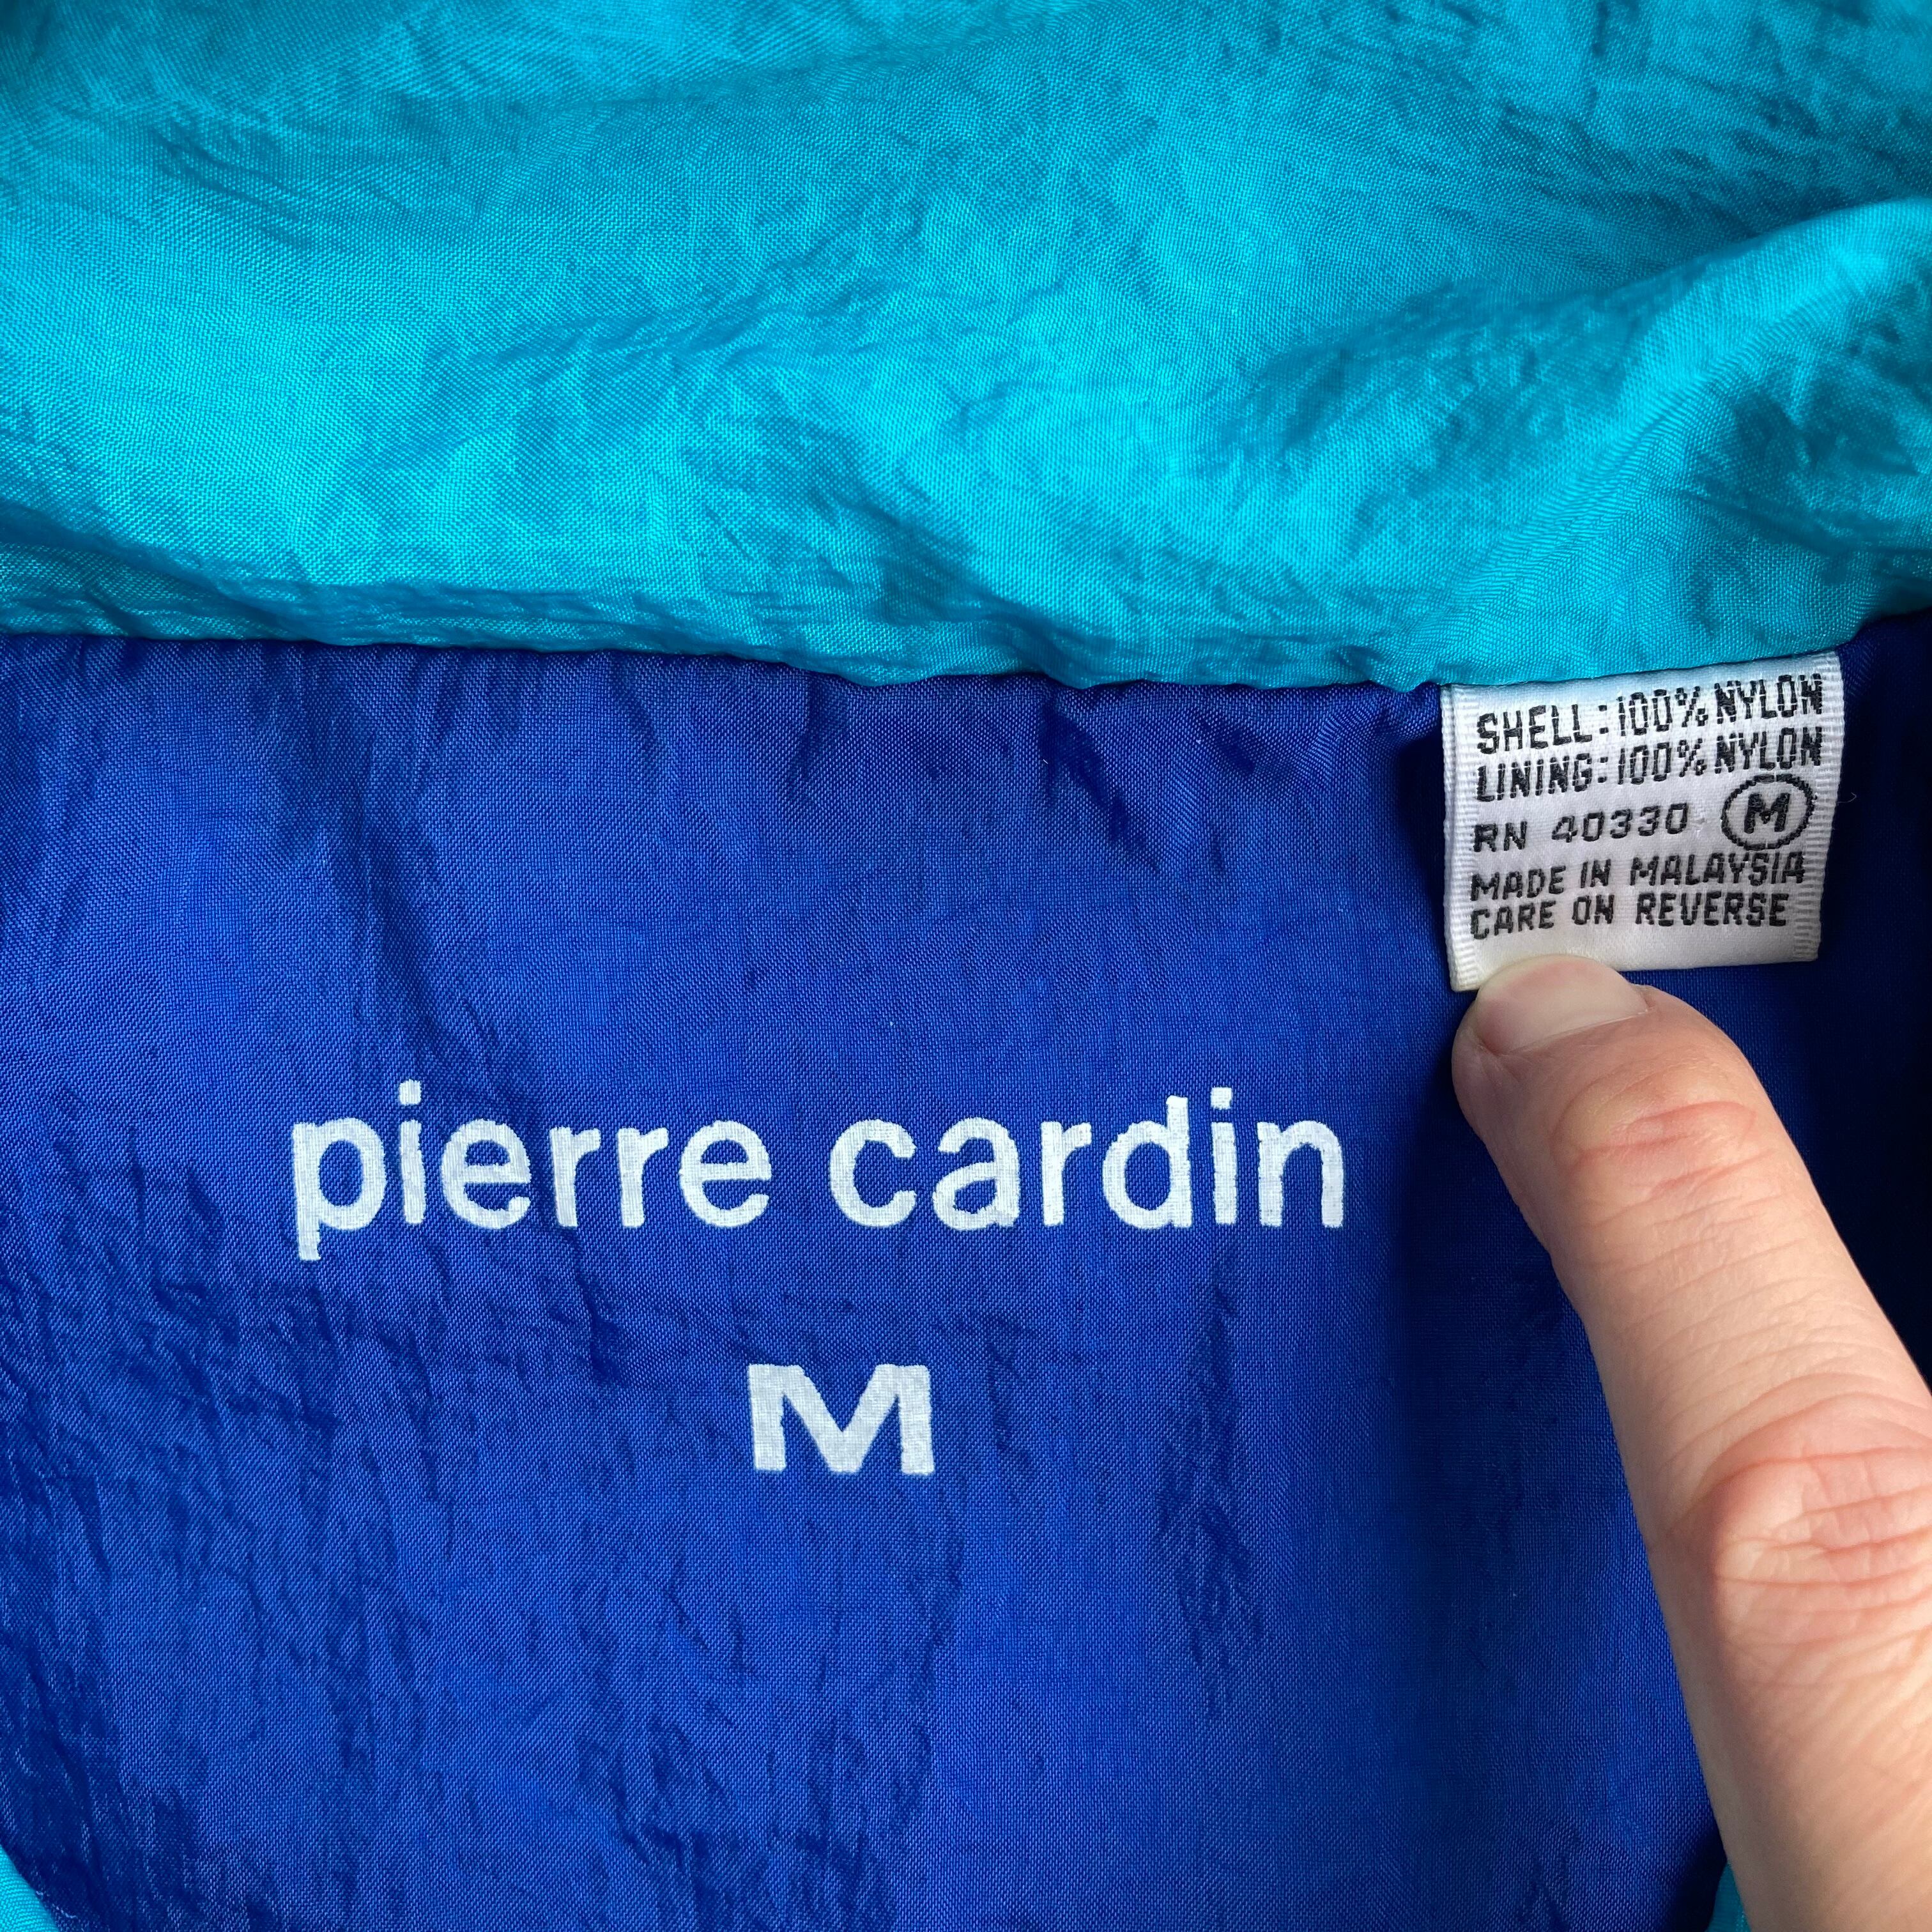 SHELL: 100% NYLON
LINING: 100% NYLON
RN 40330 M
MADE IN MALAYSIA
CARE ON REVERSE
pierre cardin
M